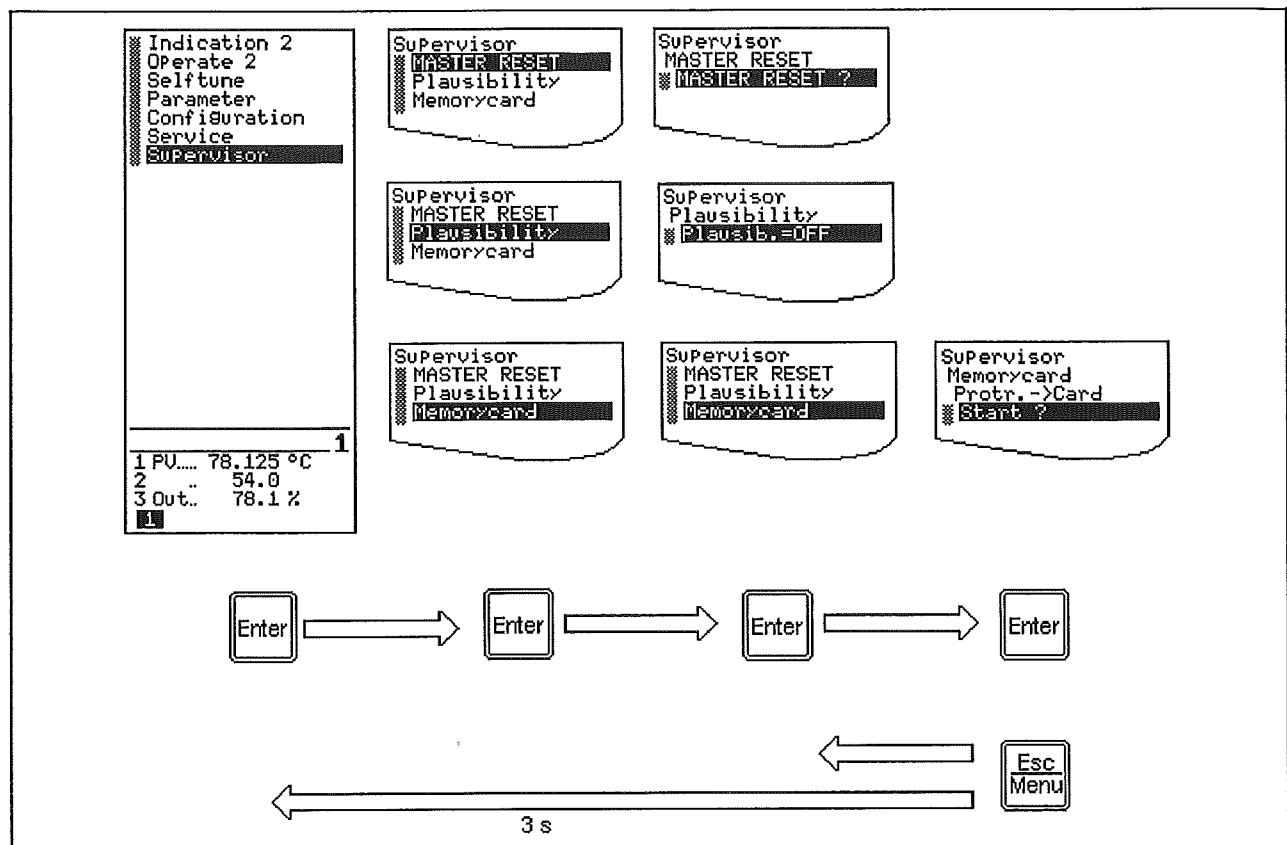 Indication 2
Operate 2
Selftune
Parameter
Configuration
Service
Supervisor
1
1 PV..... 78.125 °C
2 .. 54.0
3 Out.. 78.1 %
1
Supervisor
MASTER RESET
Plausibility
Memorycard
Supervisor
MASTER RESET
MASTER RESET ?
Supervisor
MASTER RESET
Plausibility
Memorycard
Supervisor
Plausibility
Plausib.=OFF
Supervisor
MASTER RESET
Plausibility
Memorycard
Supervisor
MASTER RESET
Plausibility
Memorycard
Supervisor
Memorycard
Protr.->Card
Start ?
Enter
Enter
Enter
Enter
Esc
Menu
3 s